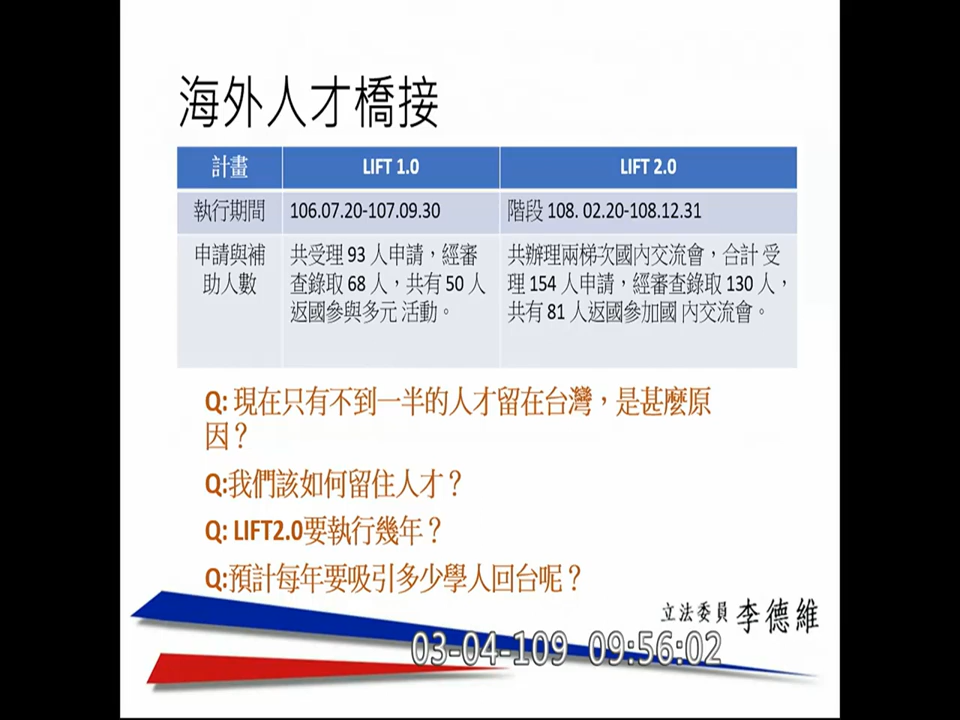 海外人才橋接
計畫 LIFT 1.0 LIFT 2.0
執行期間 106.07.20-107.09.30 階段 108. 02.20-108.12.31
申請與補助人數
共受理 93 人申請，經審
查錄取 68 人，共有 50 人
返國參與多元 活動。
共辦理兩梯次國內交流會，合計 受
理 154 人申請，經審查錄取 130 人，
共有 81 人返國參加國 內交流會。
Q: 現在只有不到一半的人才留在台灣，是甚麼原
因？
Q:我們該如何留住人才？
Q: LIFT2.0要執行幾年？
Q:預計每年要吸引多少學人回台呢？
立法委員 李德維
03-04-109 09:56:02